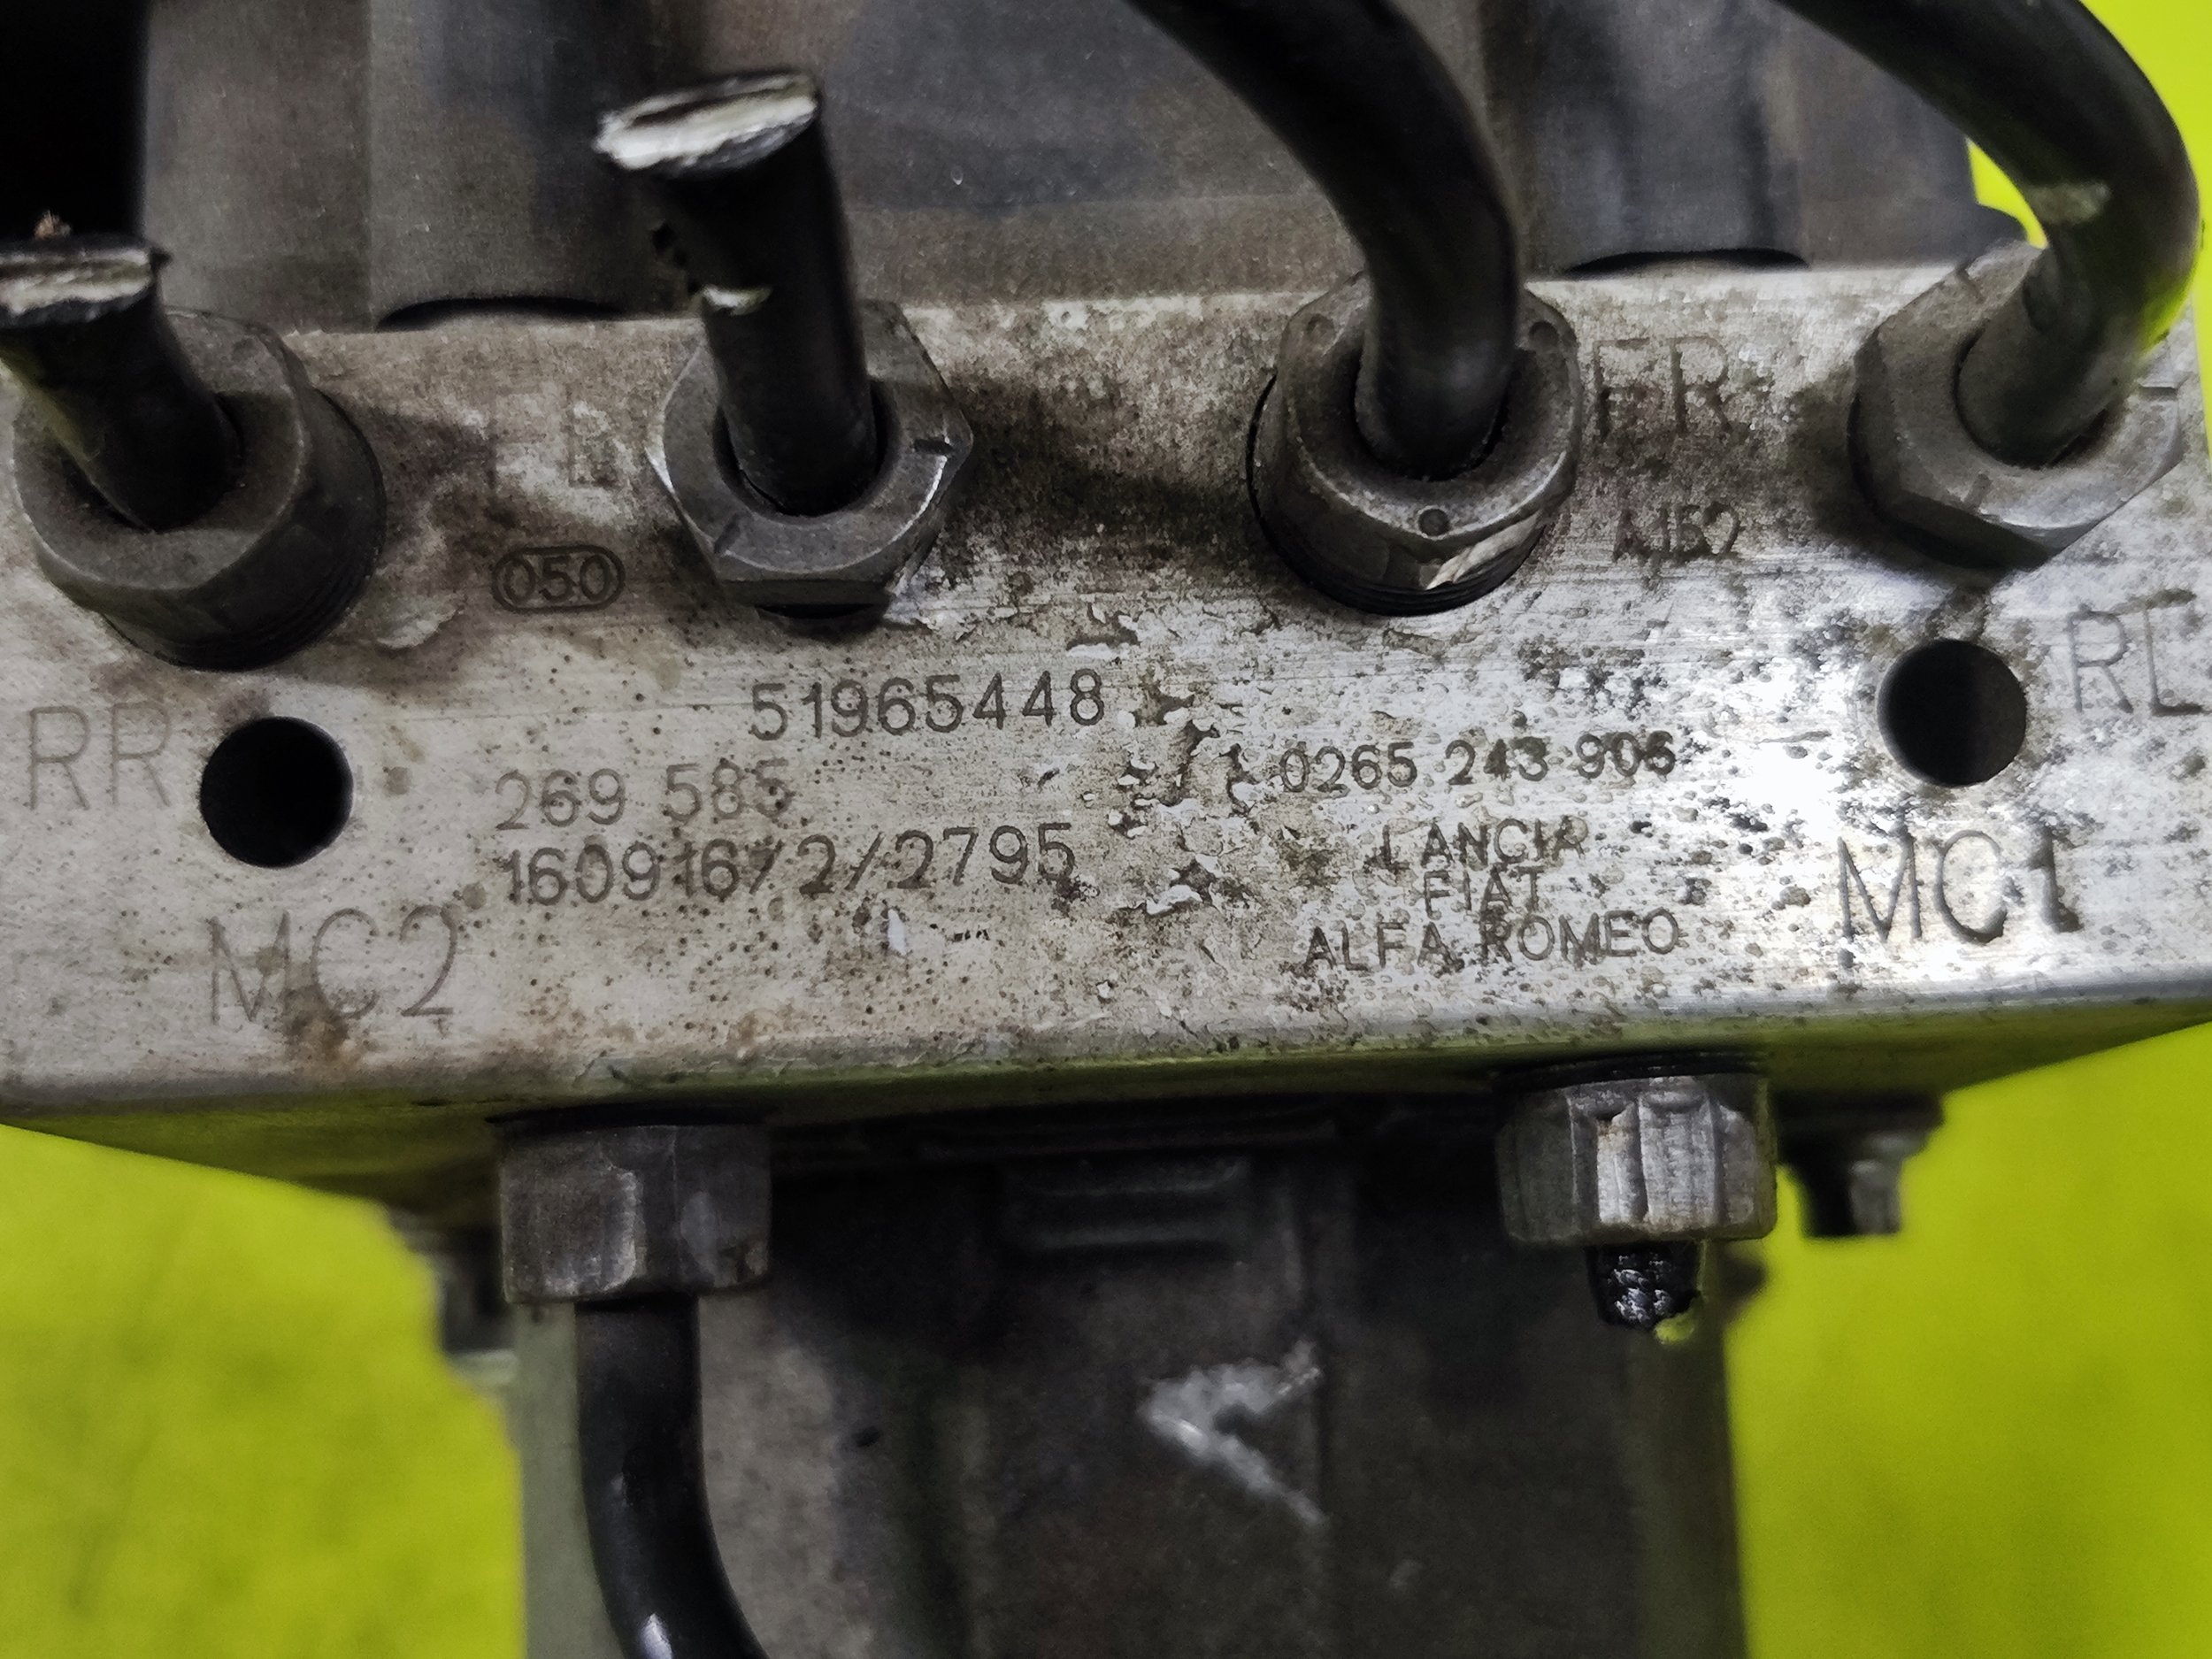 FR
A152
050
RL
51965448
RR
269 585
0265 243 906
160916/2/2795
LANCIA
FIAT
ALFA ROMEO
MC1
MC2